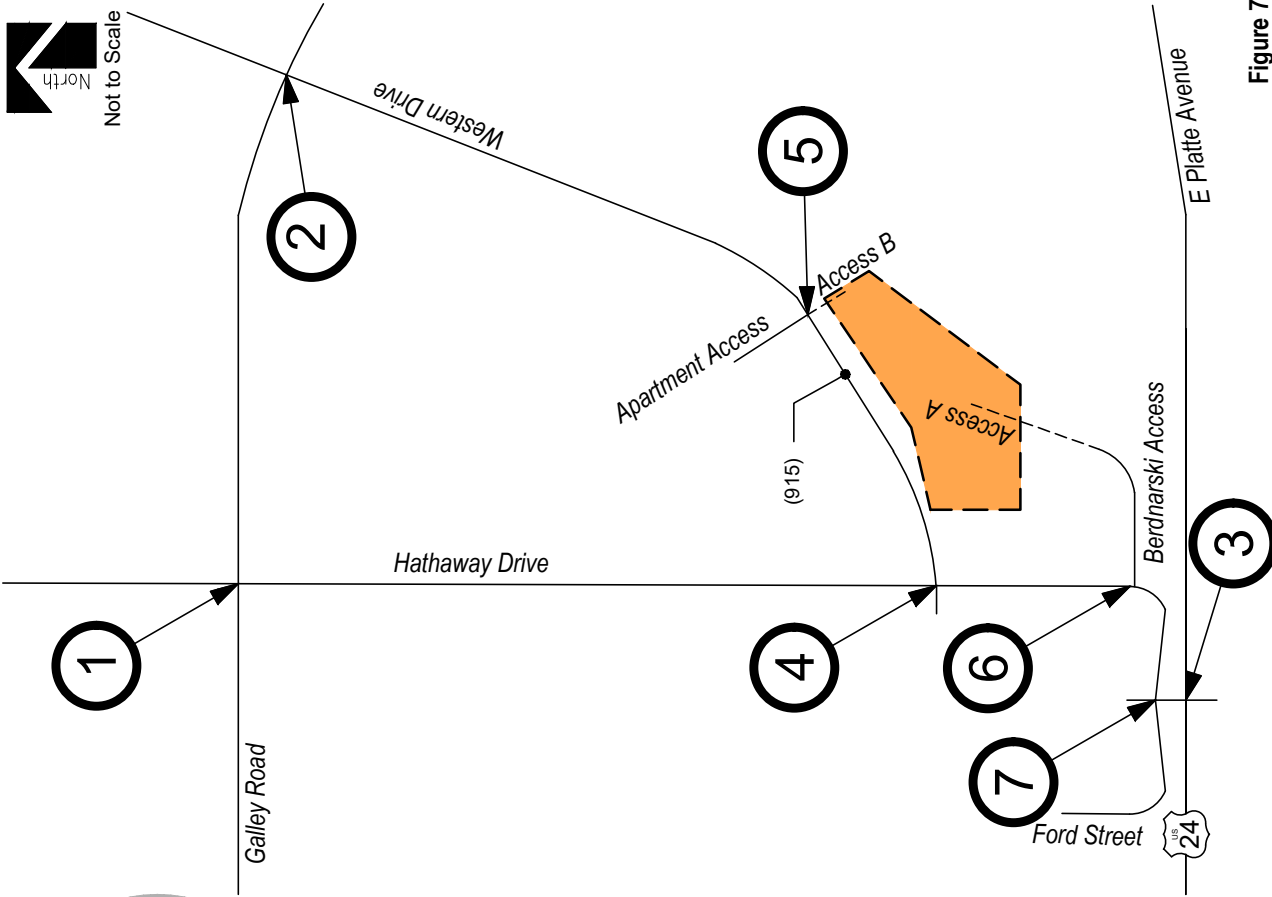 North
Not to Scale
Western Drive
1
2
5
Access B
Apartment Access
(915)
Access A
Hathaway Drive
Galley Road
4
6
7
3
Berdnarski Access
E Platte Avenue
Ford Street
US
24
Figure 7